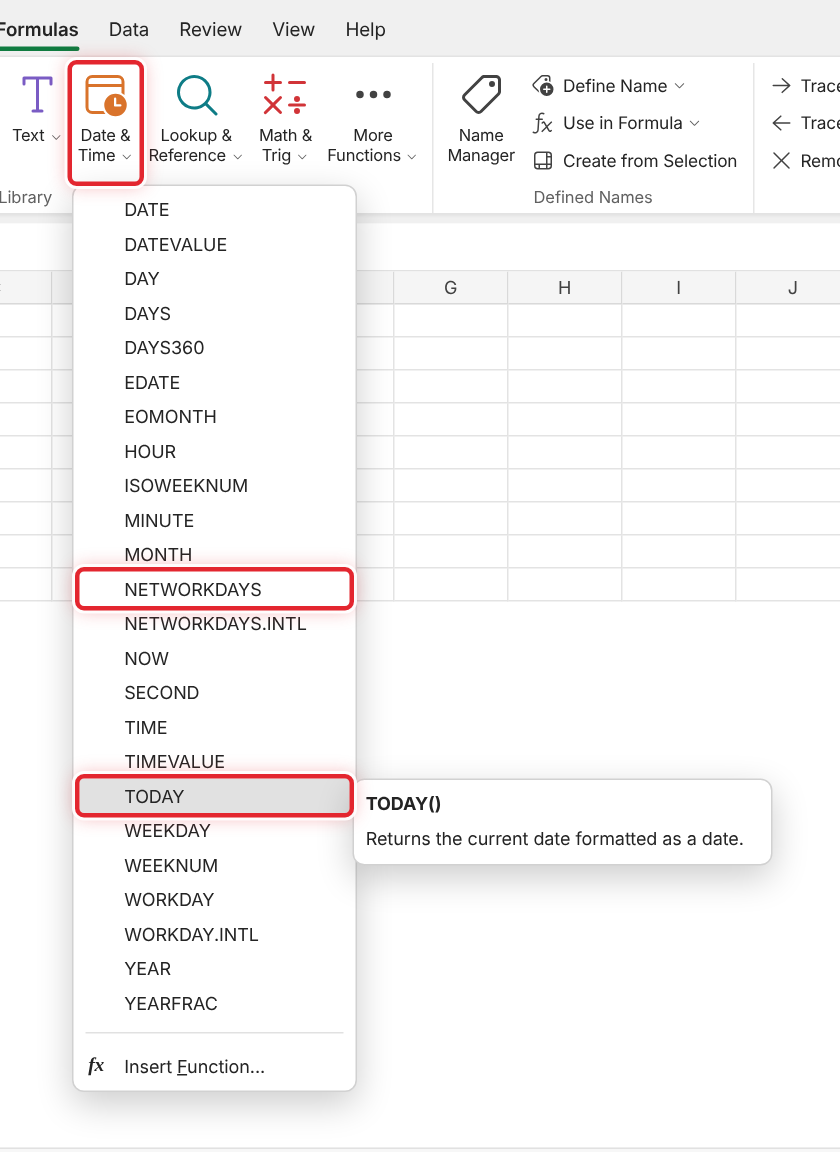 Formulas Data Review View Help
Text
Date &
Time
Lookup &
Reference
Math &
Trig
More
Functions
Library
Name
Manager
Define Name
Use in Formula
Create from Selection
Defined Names
G H I J
DATE
DATEVALUE
DAY
DAYS
DAYS360
EDATE
EOMONTH
HOUR
ISOWEEKNUM
MINUTE
MONTH
NETWORKDAYS
NETWORKDAYS.INTL
NOW
SECOND
TIME
TIMEVALUE
TODAY
WEEKDAY
WEEKNUM
WORKDAY
WORKDAY.INTL
YEAR
YEARFRAC
fx Insert Function...
TODAY()
Returns the current date formatted as a date.